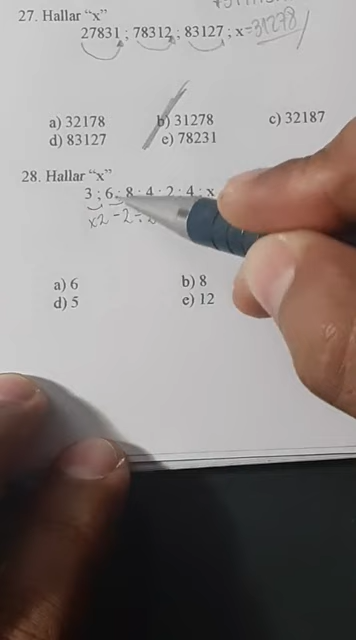 27. Hallar “x”
27831 ; 78312 ; 83127 ; x=31278
a) 32178 b) 31278 c) 32187
d) 83127 e) 78231
28. Hallar “x”
3 ; 6 ; 8 ; 4 ; 2 ; 4 ; x
x2 -2 ÷2
a) 6 b) 8
d) 5 e) 12